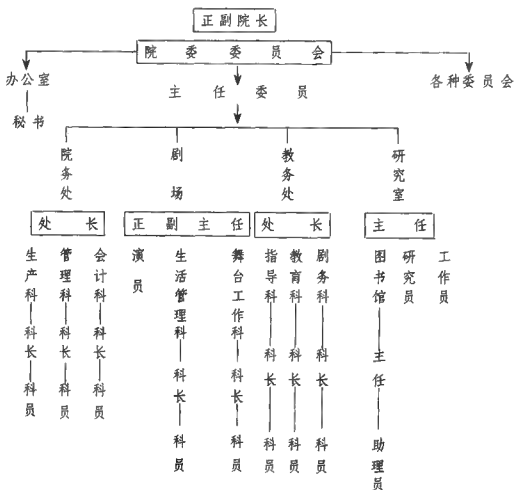 正副院长
院委委员会
办公室
各种委员会
主任委员
秘书
院务处
剧场
教务处
研究室
处长
正副主任
处长
主任
生产科
科长
科员
管理科
科长
科员
会计科
科长
科员
演员
生活管理科
科长
科员
舞台工作科
科长
科员
指导科
科长
科员
教育科
科长
科员
剧务科
科长
科员
图书馆
主任
助理员
研究员
工作员